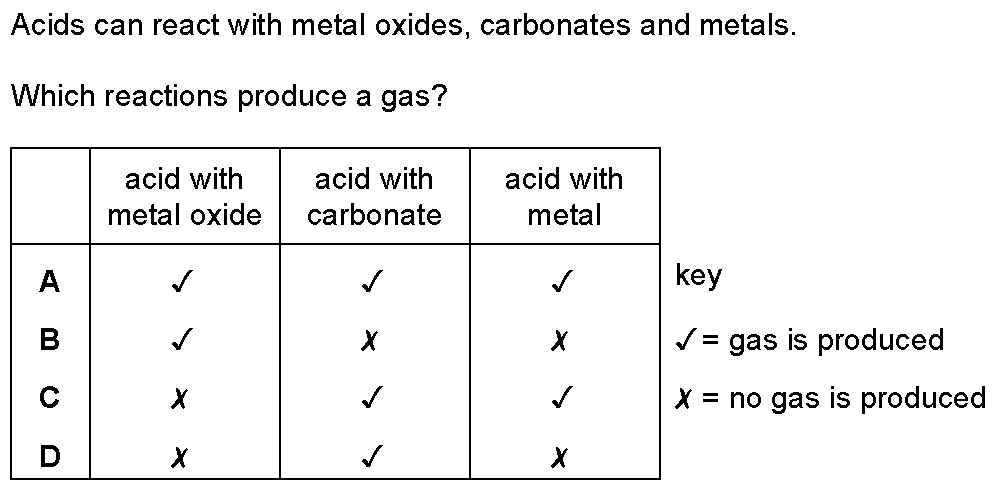 Acids can react with metal oxides, carbonates and metals.
Which reactions produce a gas?
acid with metal oxide acid with carbonate acid with metal
A ✓ ✓ ✓ key
B ✓ ✗ ✗ ✓ = gas is produced
C ✗ ✓ ✓ ✗ = no gas is produced
D ✗ ✓ ✗